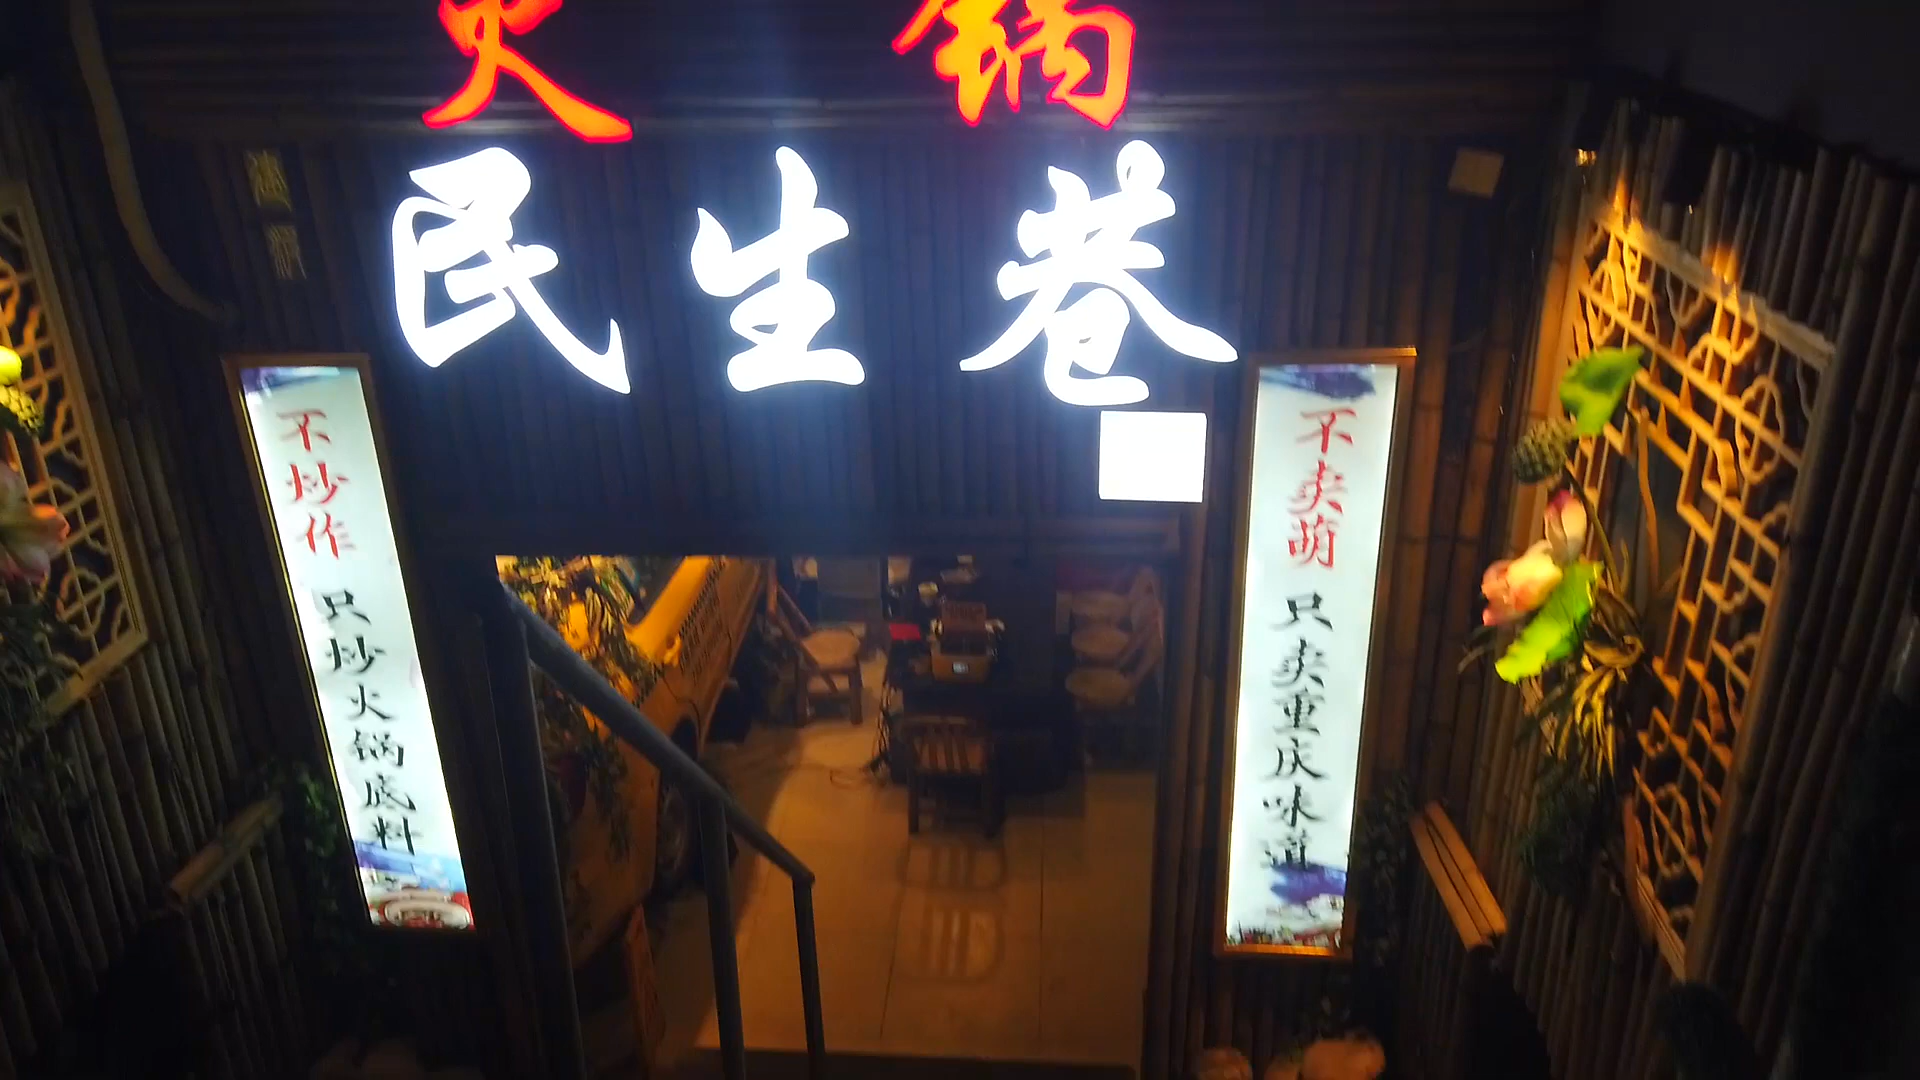 火锅
民生巷
不炒作 只炒火锅底料
不卖萌 只卖重庆味道